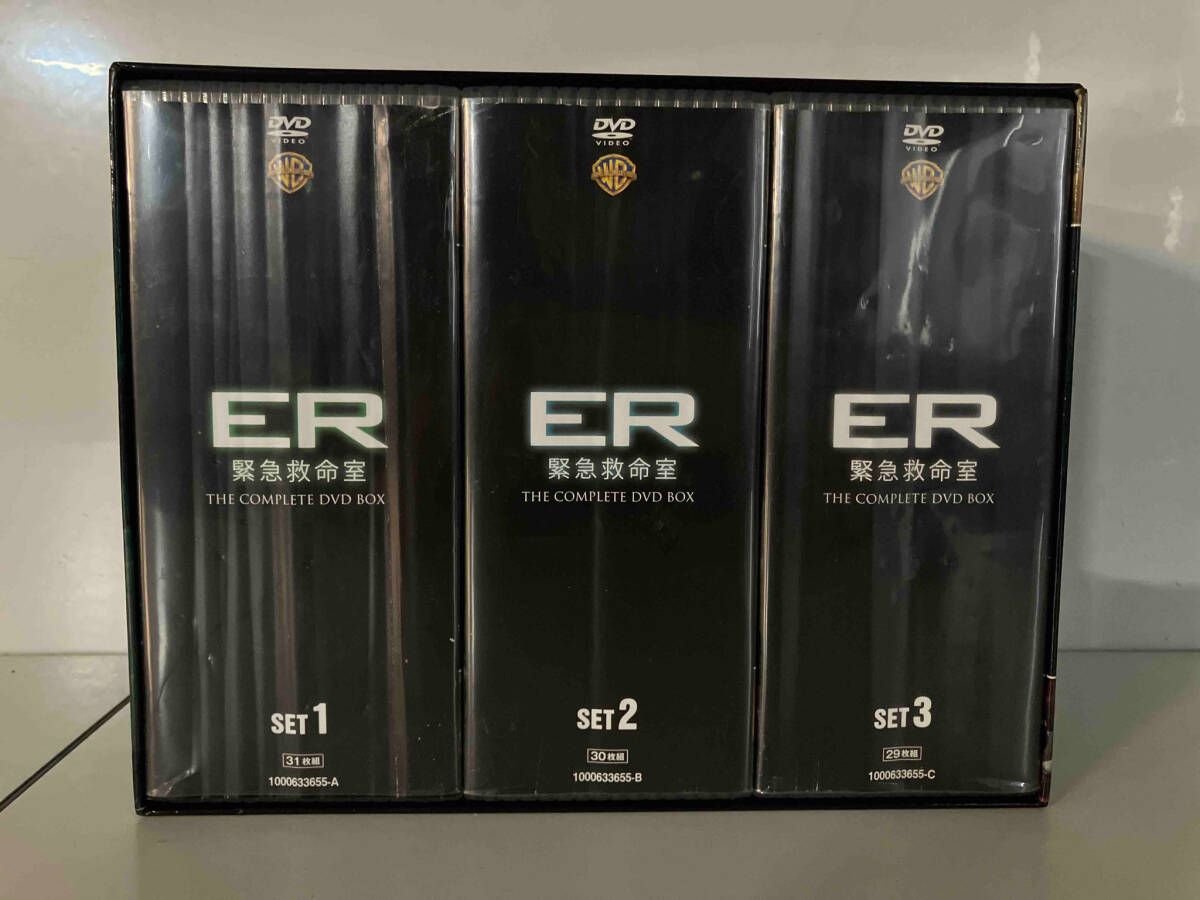 DVD
VIDEO
WB
ER
緊急救命室
THE COMPLETE DVD BOX
SET 1
31枚組
1000633655-A
DVD
VIDEO
WB
ER
緊急救命室
THE COMPLETE DVD BOX
SET 2
30枚組
1000633655-B
DVD
VIDEO
WB
ER
緊急救命室
THE COMPLETE DVD BOX
SET 3
29枚組
1000633655-C